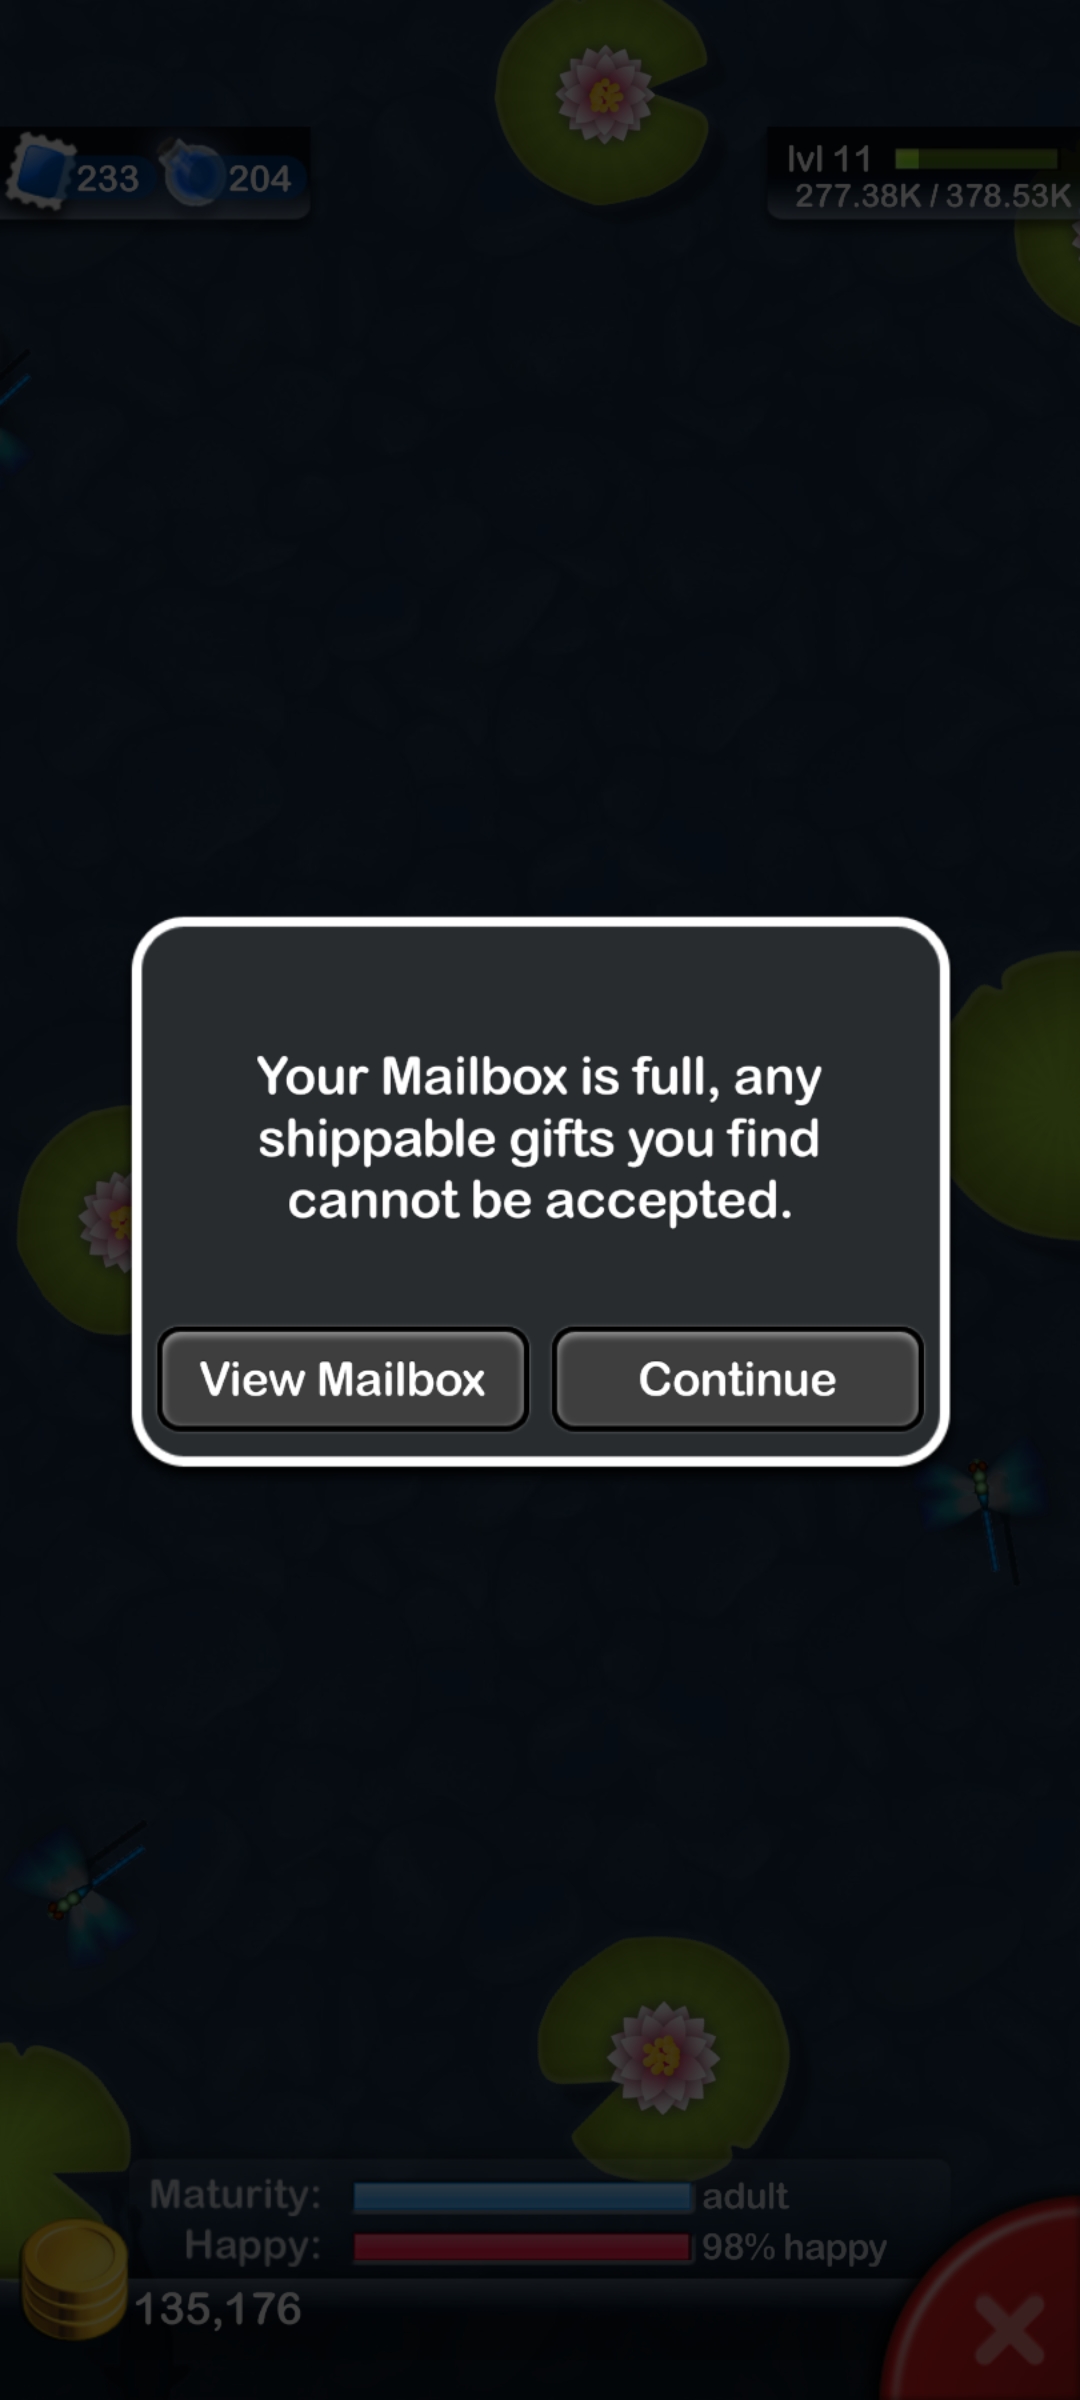 233 204
lvl 11
277.38K / 378.53K
Your Mailbox is full, any
shippable gifts you find
cannot be accepted.
View Mailbox Continue
Maturity: adult
Happy: 98% happy
135,176